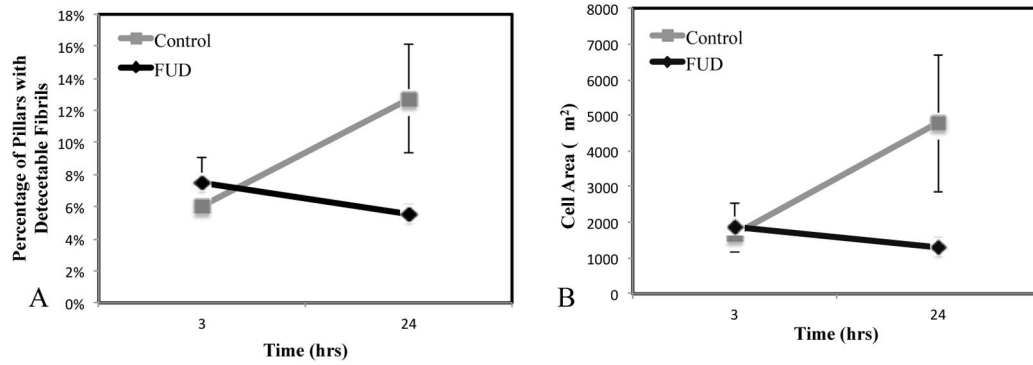 18%
16%
14%
12%
10%
8%
6%
4%
2%
0%
Percentage of Pillars with
Detecetable Fibrils
Control
FUD
A
3
24
Time (hrs)
8000
7000
6000
5000
4000
3000
2000
1000
0
Cell Area ( m²)
Control
FUD
B
3
24
Time (hrs)